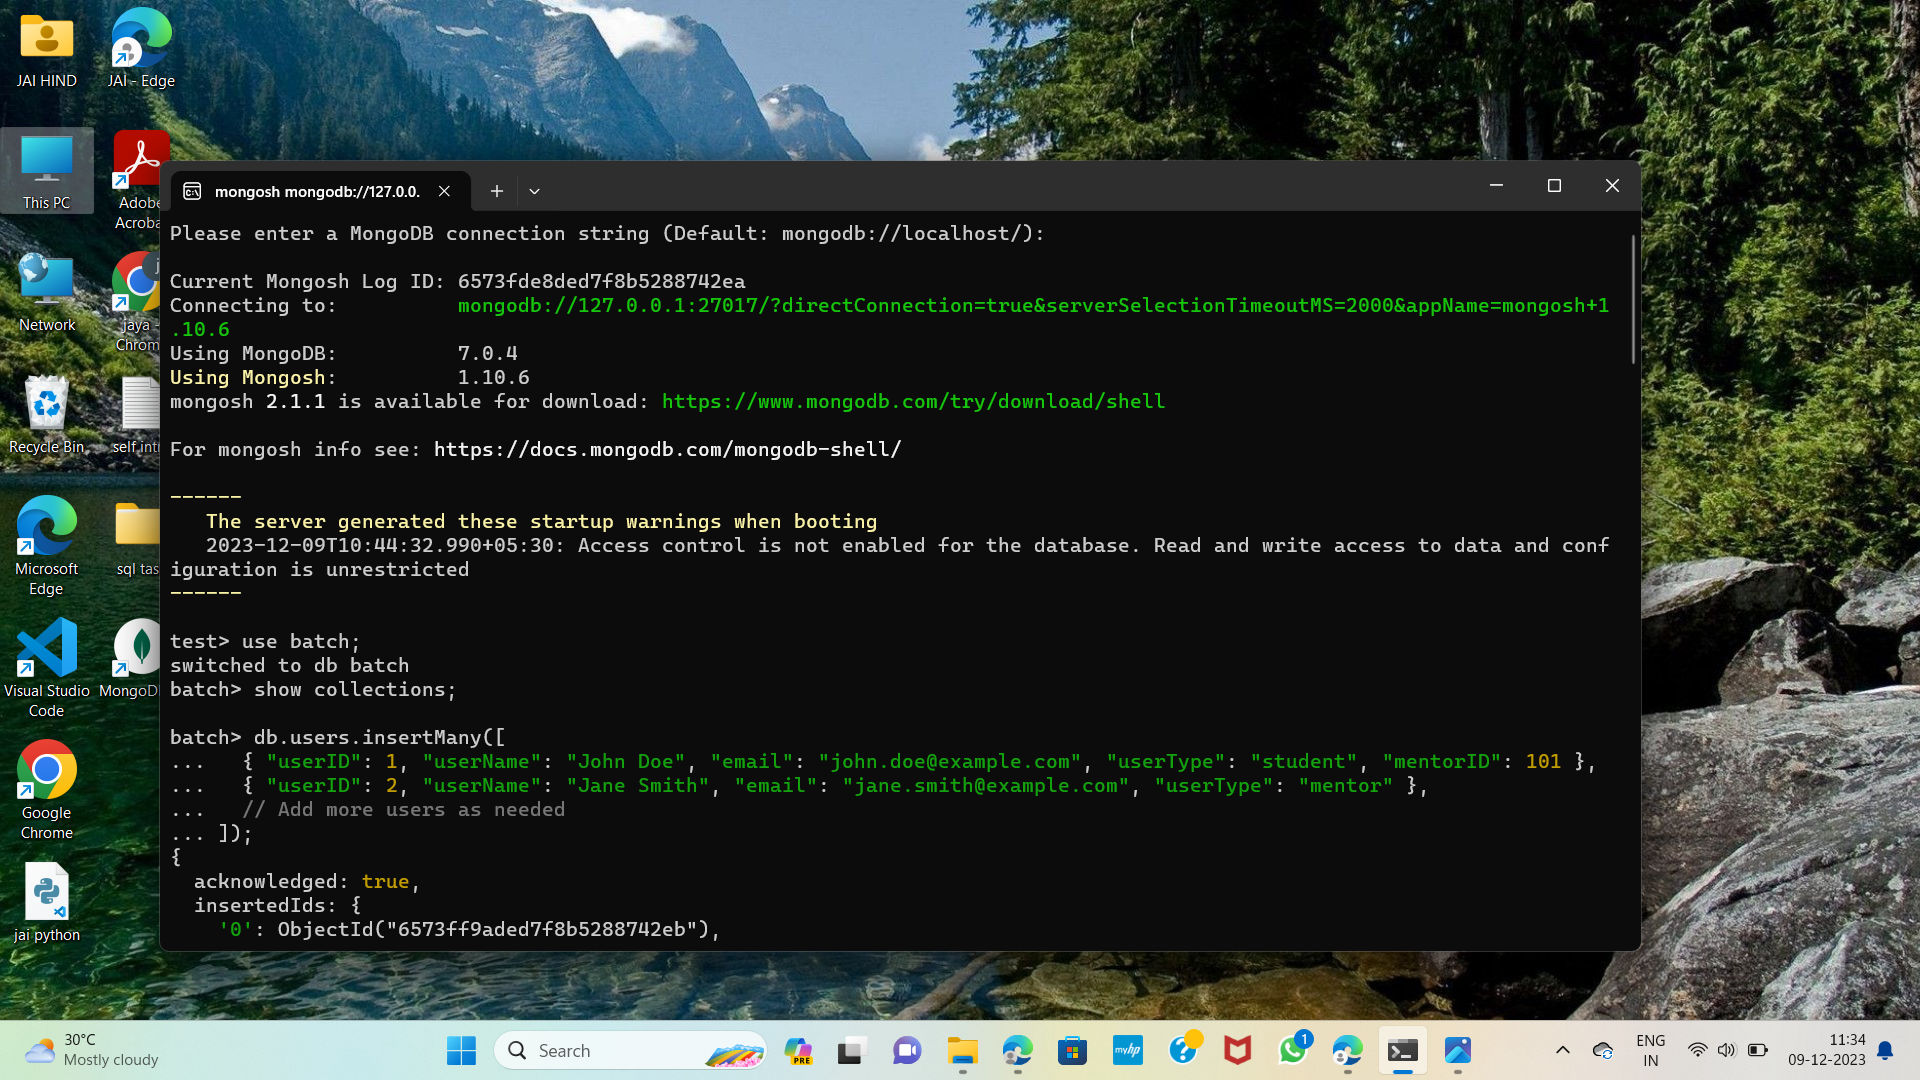 JAI HIND
JAI - Edge
This PC
Adobe
Acroba
Network
jaya -
Chrom
Recycle Bin
self intr
Microsoft
Edge
sql tas
Visual Studio
Code
MongoD
Google
Chrome
jai python
mongosh mongodb://127.0.0.
Please enter a MongoDB connection string (Default: mongodb://localhost/):
Current Mongosh Log ID: 6573fde8ded7f8b5288742ea
Connecting to: mongodb://127.0.0.1:27017/?directConnection=true&serverSelectionTimeoutMS=2000&appName=mongosh+1
.10.6
Using MongoDB: 7.0.4
Using Mongosh: 1.10.6
mongosh 2.1.1 is available for download: https://www.mongodb.com/try/download/shell
For mongosh info see: https://docs.mongodb.com/mongodb-shell/
------
The server generated these startup warnings when booting
2023-12-09T10:44:32.990+05:30: Access control is not enabled for the database. Read and write access to data and conf
iguration is unrestricted
------
test> use batch;
switched to db batch
batch> show collections;
batch> db.users.insertMany([
... { "userID": 1, "userName": "John Doe", "email": "john.doe@example.com", "userType": "student", "mentorID": 101 },
... { "userID": 2, "userName": "Jane Smith", "email": "jane.smith@example.com", "userType": "mentor" },
... // Add more users as needed
... ]);
{
acknowledged: true,
insertedIds: {
'0': ObjectId("6573ff9aded7f8b5288742eb"),
30°C
Mostly cloudy
Search
PRE
myhp
1
ENG
IN
11:34
09-12-2023